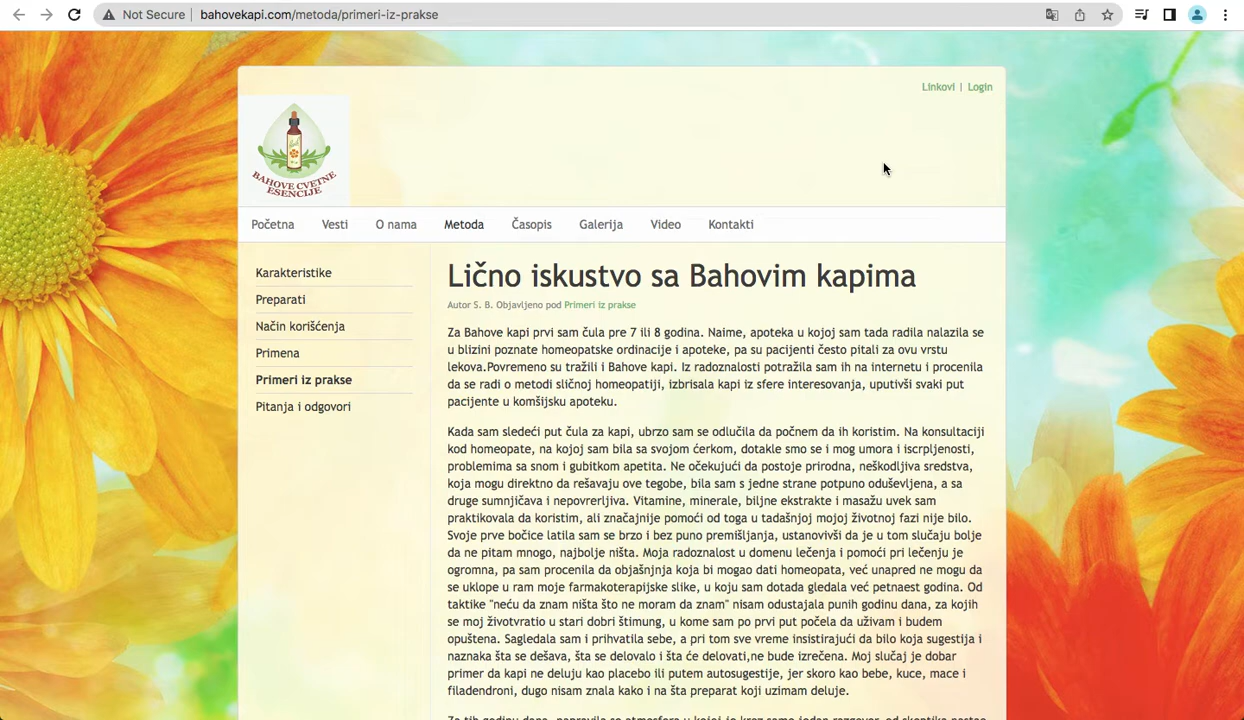 Not Secure
bahovekapi.com/metoda/primeri-iz-prakse
Linkovi | Login
BAHOVE CVETNE
ESENCIJE
Početna Vesti O nama Metoda Časopis Galerija Video Kontakti
Karakteristike
Preparati
Način korišćenja
Primena
Primeri iz prakse
Pitanja i odgovori
Lično iskustvo sa Bahovim kapima
Autor S. B. Objavljeno pod Primeri iz prakse
Za Bahove kapi prvi sam čula pre 7 ili 8 godina. Naime, apoteka u kojoj sam tada radila nalazila se
u blizini poznate homeopatske ordinacije i apoteke, pa su pacijenti često pitali za ovu vrstu
lekova.Povremeno su tražili i Bahove kapi. Iz radoznalosti potražila sam ih na internetu i procenila
da se radi o metodi sličnoj homeopatiji, izbrisala kapi iz sfere interesovanja, uputivši svaki put
pacijente u komšijsku apoteku.
Kada sam sledeći put čula za kapi, ubrzo sam se odlučila da počnem da ih koristim. Na konsultaciji
kod homeopate, na kojoj sam bila sa svojom ćerkom, dotakle smo se i mog umora i iscrpljenosti,
problemima sa snom i gubitkom apetita. Ne očekujući da postoje prirodna, neškodljiva sredstva,
koja mogu direktno da rešavaju ove tegobe, bila sam s jedne strane potpuno oduševljena, a sa
druge sumnjičava i nepovrerljiva. Vitamine, minerale, biljne ekstrakte i masažu uvek sam
praktikovala da koristim, ali značajnije pomoći od toga u tadašnjoj mojoj životnoj fazi nije bilo.
Svoje prve bočice latila sam se brzo i bez puno premišljanja, ustanovivši da je u tom slučaju bolje
da ne pitam mnogo, najbolje ništa. Moja radoznalost u domenu lečenja i pomoći pri lečenju je
ogromna, pa sam procenila da objašnjnja koja bi mogao dati homeopata, već unapred ne mogu da
se uklope u ram moje farmakoterapijske slike, u koju sam dotada gledala već petnaest godina. Od
taktike "neću da znam ništa što ne moram da znam" nisam odustajala punih godinu dana, za kojih
se moj životvratio u stari dobri štimung, u kome sam po prvi put počela da uživam i budem
opuštena. Sagledala sam i prihvatila sebe, a pri tom sve vreme insistirajući da bilo koja sugestija i
naznaka šta se dešava, šta se delovalo i šta će delovati,ne bude izrečena. Moj slučaj je dobar
primer da kapi ne deluju kao placebo ili putem autosugestije, jer skoro kao bebe, kuce, mace i
filadendroni, dugo nisam znala kako i na šta preparat koji uzimam deluje.